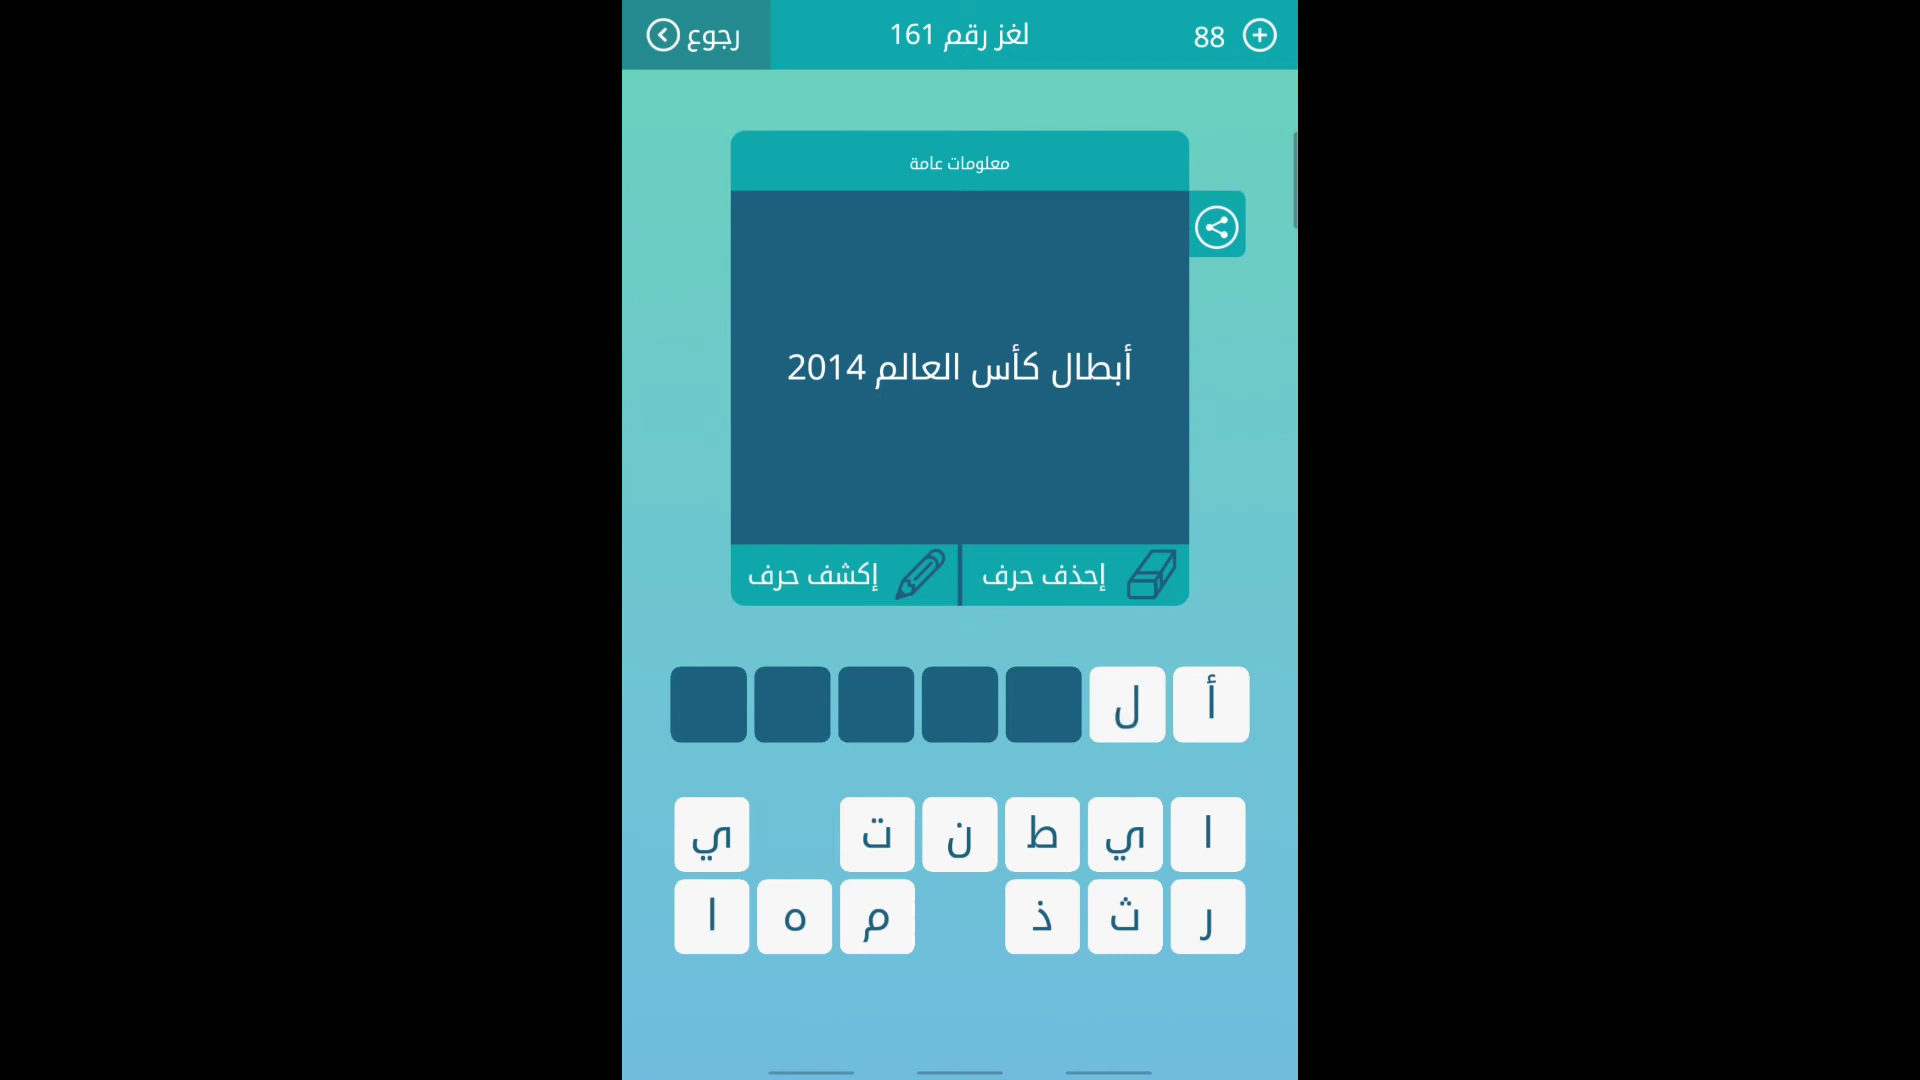 رجوع لغز رقم 161 88
معلومات عامة
أبطال كأس العالم 2014
إحذف حرف إكشف حرف
أ ل
ا ي ط ن ت ي
ر ث ذ م ه ا